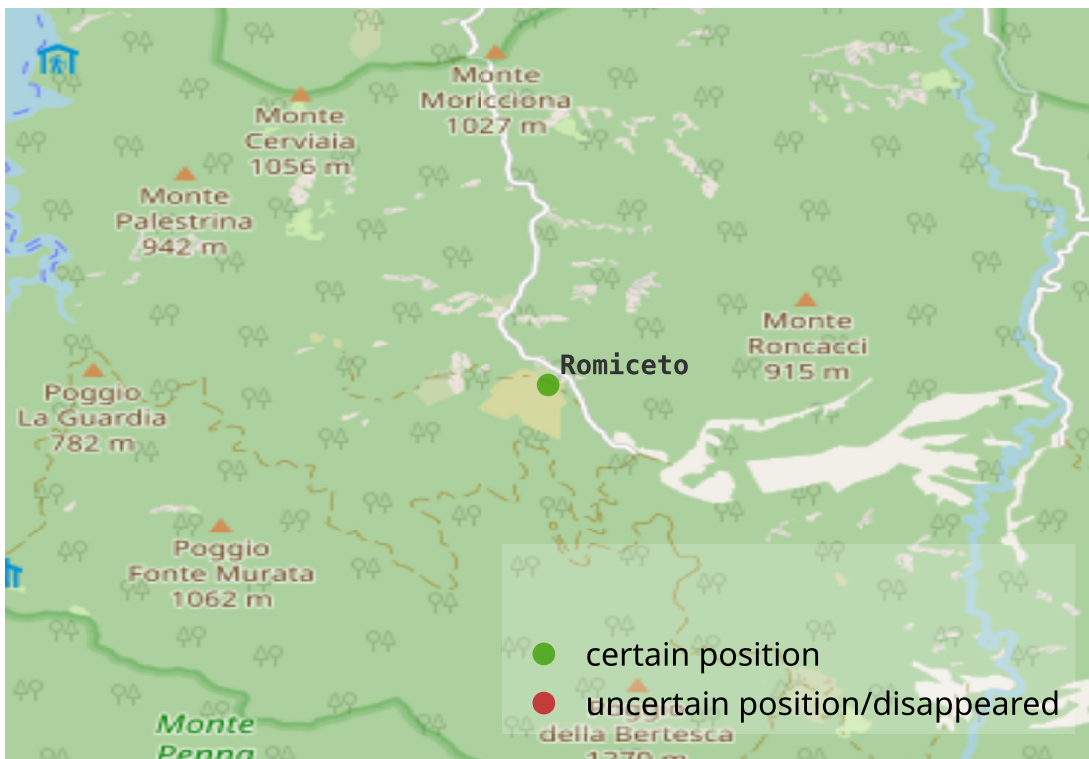 Monte
Moricciona
1027 m
Monte
Cerviaia
1056 m
Monte
Palestrina
942 m
Monte
Roncacci
915 m
Romiceto
Poggio
La Guardia
782 m
Poggio
Fonte Murata
1062 m
certain position
uncertain position/disappeared
della Bertesca
Monte
Penna